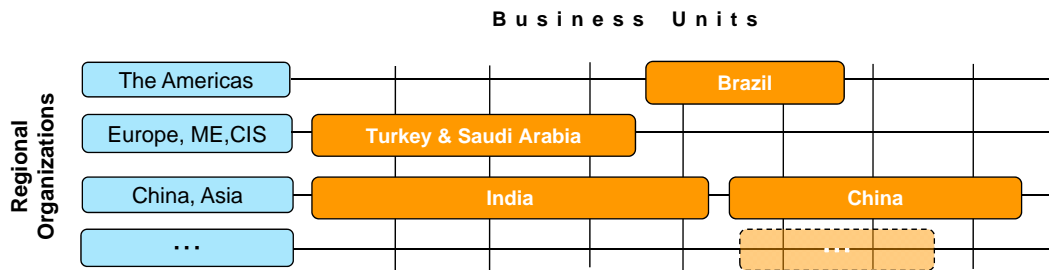 Business Units
Regional
Organizations
The Americas
Brazil
Europe, ME,CIS
Turkey & Saudi Arabia
China, Asia
India
China
...
...